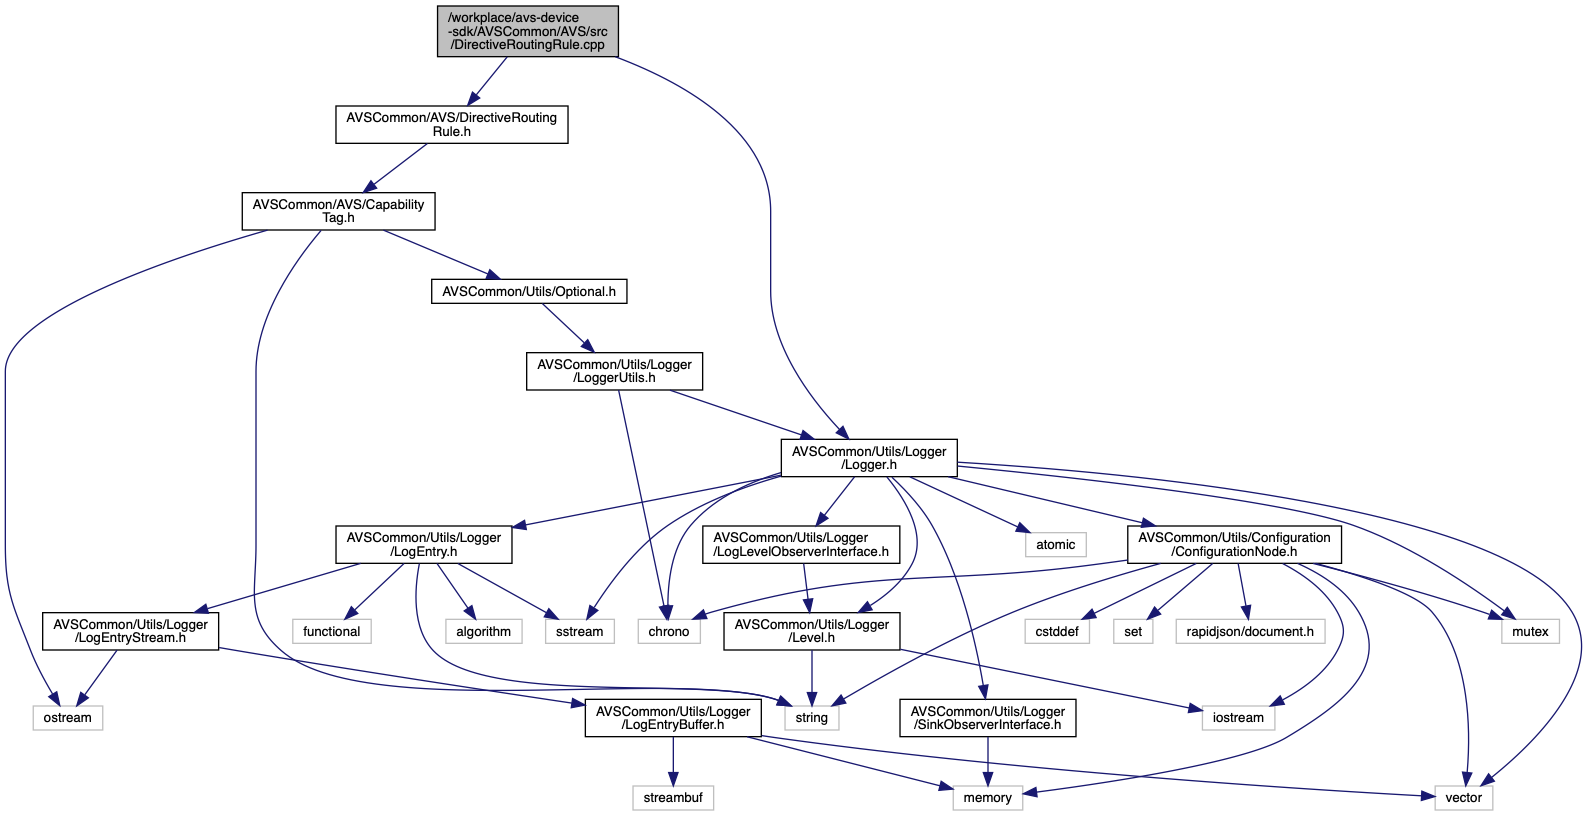 /workplace/avs-device
-sdk/AVSCommon/AVS/src
/DirectiveRoutingRule.cpp
AVSCommon/AVS/DirectiveRouting
Rule.h
AVSCommon/AVS/Capability
Tag.h
AVSCommon/Utils/Optional.h
AVSCommon/Utils/Logger
/LoggerUtils.h
AVSCommon/Utils/Logger
/Logger.h
AVSCommon/Utils/Logger
/LogEntry.h
AVSCommon/Utils/Logger
/LogLevelObserverInterface.h
atomic
AVSCommon/Utils/Configuration
/ConfigurationNode.h
AVSCommon/Utils/Logger
/LogEntryStream.h
functional
algorithm
sstream
chrono
AVSCommon/Utils/Logger
/Level.h
cstddef
set
rapidjson/document.h
mutex
ostream
AVSCommon/Utils/Logger
/LogEntryBuffer.h
string
AVSCommon/Utils/Logger
/SinkObserverInterface.h
iostream
streambuf
memory
vector